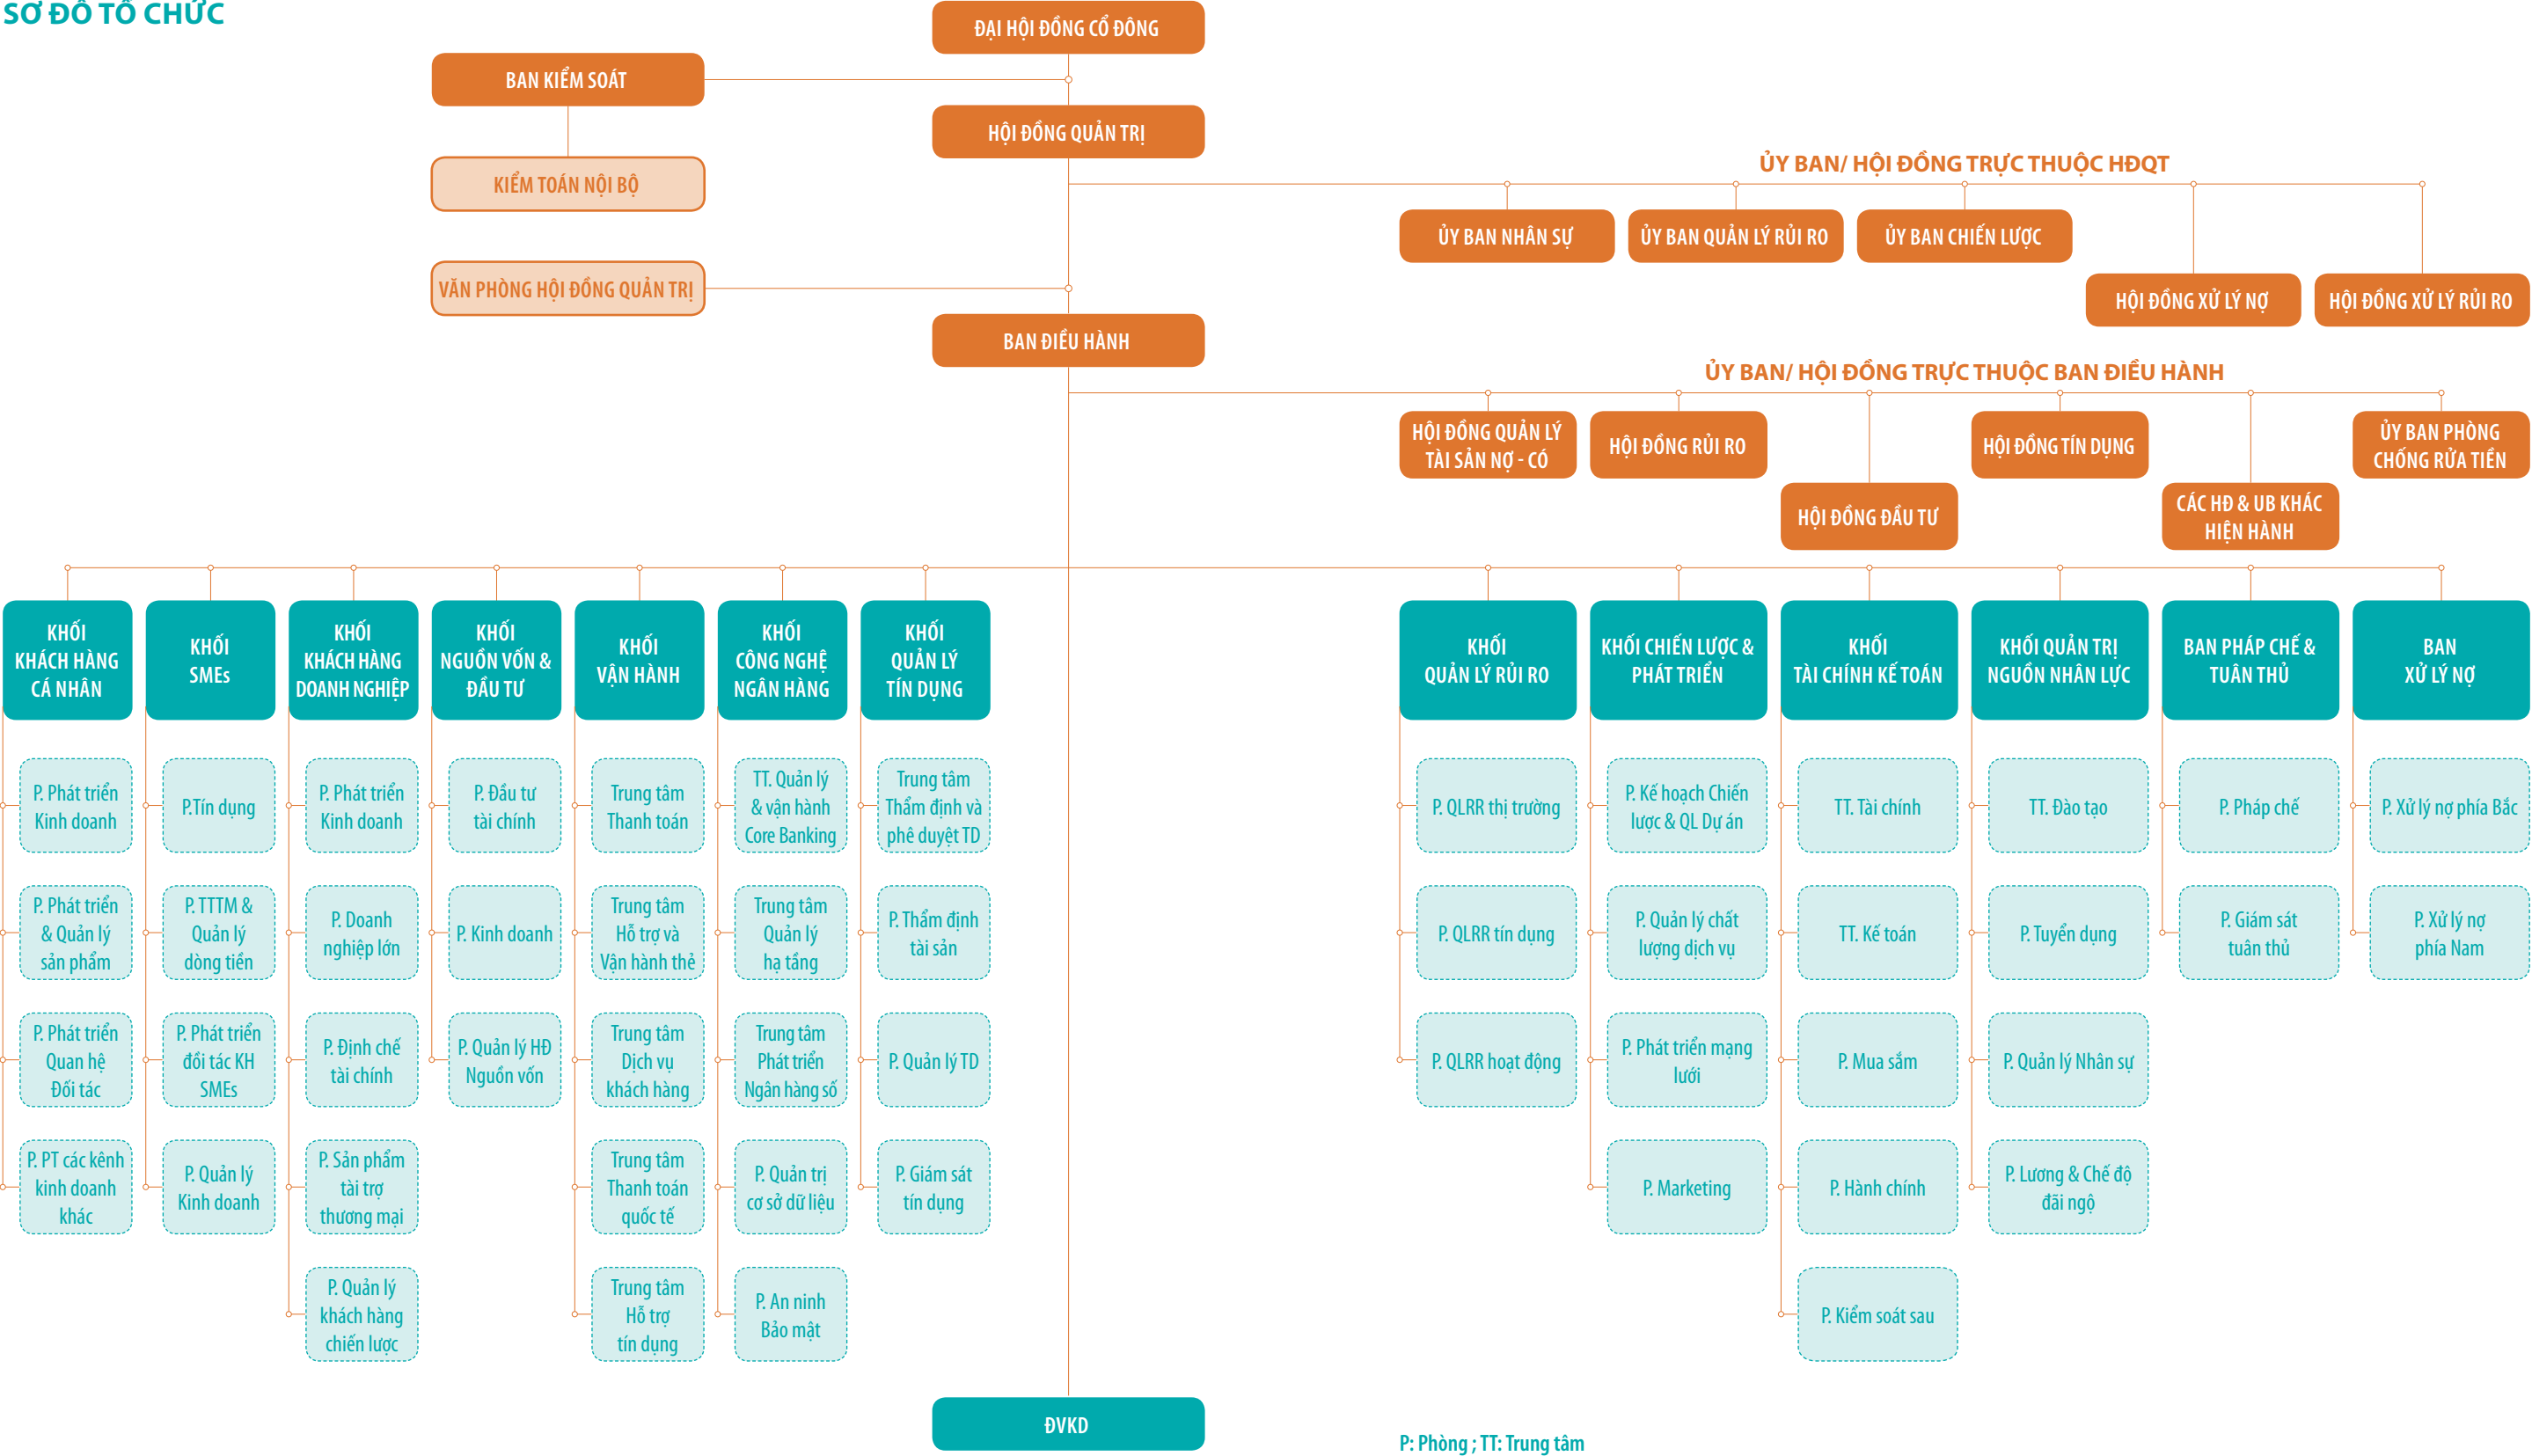 SƠ ĐỒ TỔ CHỨC
ĐẠI HỘI ĐỒNG CỔ ĐÔNG
BAN KIỂM SOÁT
HỘI ĐỒNG QUẢN TRỊ
KIỂM TOÁN NỘI BỘ
ỦY BAN/ HỘI ĐỒNG TRỰC THUỘC HĐQT
ỦY BAN NHÂN SỰ
ỦY BAN QUẢN LÝ RỦI RO
ỦY BAN CHIẾN LƯỢC
HỘI ĐỒNG XỬ LÝ NỢ
HỘI ĐỒNG XỬ LÝ RỦI RO
VĂN PHÒNG HỘI ĐỒNG QUẢN TRỊ
BAN ĐIỀU HÀNH
ỦY BAN/ HỘI ĐỒNG TRỰC THUỘC BAN ĐIỀU HÀNH
HỘI ĐỒNG QUẢN LÝ
TÀI SẢN NỢ - CÓ
HỘI ĐỒNG RỦI RO
HỘI ĐỒNG ĐẦU TƯ
HỘI ĐỒNG TÍN DỤNG
CÁC HĐ & UB KHÁC
HIỆN HÀNH
ỦY BAN PHÒNG
CHỐNG RỬA TIỀN
KHỐI
KHÁCH HÀNG
CÁ NHÂN
P. Phát triển
Kinh doanh
P. Phát triển
& Quản lý
sản phẩm
P. Phát triển
Quan hệ
Đối tác
P. PT các kênh
kinh doanh
khác
KHỐI
SMEs
P.Tín dụng
P. TTTM &
Quản lý
dòng tiền
P. Phát triển
đồi tác KH
SMEs
P. Quản lý
Kinh doanh
KHỐI
KHÁCH HÀNG
DOANH NGHIỆP
P. Phát triển
Kinh doanh
P. Doanh
nghiệp lớn
P. Định chế
tài chính
P. Sản phẩm
tài trợ
thương mại
P. Quản lý
khách hàng
chiến lược
KHỐI
NGUỒN VỐN &
ĐẦU TƯ
P. Đầu tư
tài chính
P. Kinh doanh
P. Quản lý HĐ
Nguồn vốn
KHỐI
VẬN HÀNH
Trung tâm
Thanh toán
Trung tâm
Hỗ trợ và
Vận hành thẻ
Trung tâm
Dịch vụ
khách hàng
Trung tâm
Thanh toán
quốc tế
Trung tâm
Hỗ trợ
tín dụng
KHỐI
CÔNG NGHỆ
NGÂN HÀNG
TT. Quản lý
& vận hành
Core Banking
Trung tâm
Quản lý
hạ tầng
Trung tâm
Phát triển
Ngân hàng số
P. Quản trị
cơ sở dữ liệu
P. An ninh
Bảo mật
KHỐI
QUẢN LÝ
TÍN DỤNG
Trung tâm
Thẩm định và
phê duyệt TD
P. Thẩm định
tài sản
P. Quản lý TD
P. Giám sát
tín dụng
KHỐI
QUẢN LÝ RỦI RO
P. QLRR thị trường
P. QLRR tín dụng
P. QLRR hoạt động
KHỐI CHIẾN LƯỢC &
PHÁT TRIỂN
P. Kế hoạch Chiến
lược & QL Dự án
P. Quản lý chất
lượng dịch vụ
P. Phát triển mạng
lưới
P. Marketing
KHỐI
TÀI CHÍNH KẾ TOÁN
TT. Tài chính
TT. Kế toán
P. Mua sắm
P. Hành chính
P. Kiểm soát sau
KHỐI QUẢN TRỊ
NGUỒN NHÂN LỰC
TT. Đào tạo
P. Tuyển dụng
P. Quản lý Nhân sự
P. Lương & Chế độ
đãi ngộ
BAN PHÁP CHẾ &
TUÂN THỦ
P. Pháp chế
P. Giám sát
tuân thủ
BAN
XỬ LÝ NỢ
P. Xử lý nợ phía Bắc
P. Xử lý nợ
phía Nam
ĐVKD
P: Phòng ; TT: Trung tâm